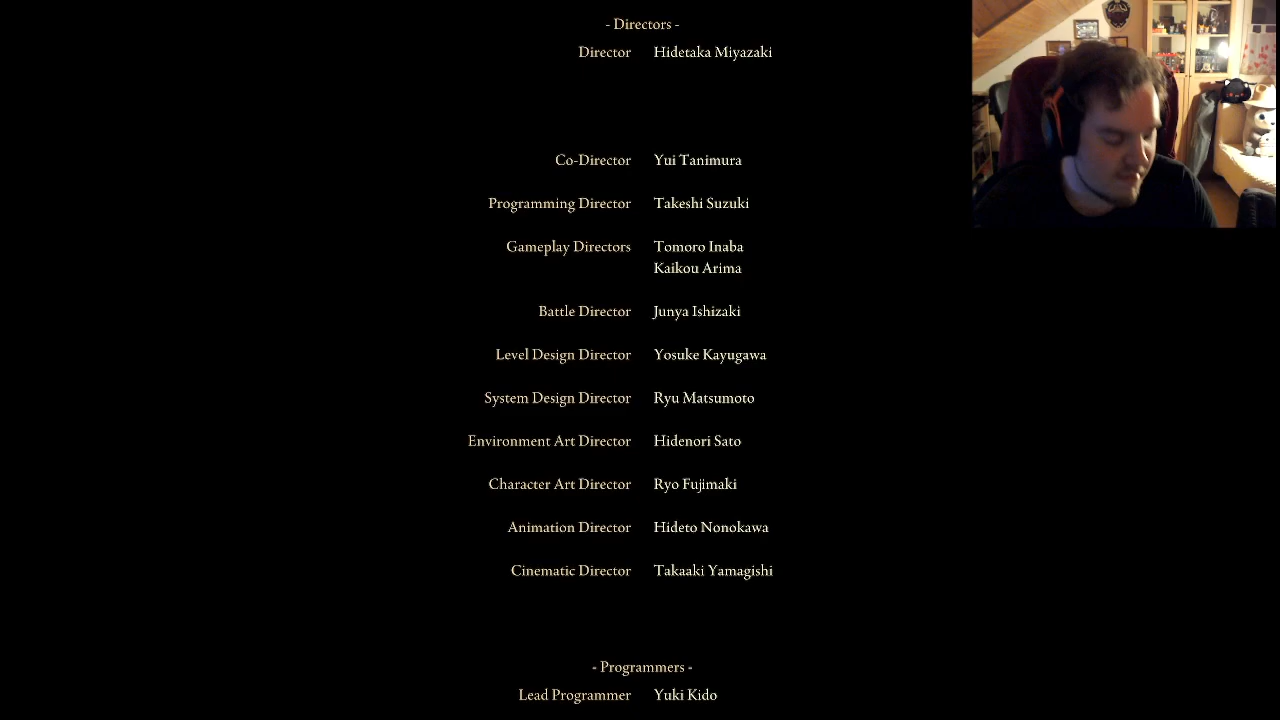 - Directors -
Director Hidetaka Miyazaki
Co-Director Yui Tanimura
Programming Director Takeshi Suzuki
Gameplay Directors Tomoro Inaba
Kaikou Arima
Battle Director Junya Ishizaki
Level Design Director Yosuke Kayugawa
System Design Director Ryu Matsumoto
Environment Art Director Hidenori Sato
Character Art Director Ryo Fujimaki
Animation Director Hideto Nonokawa
Cinematic Director Takaaki Yamagishi
- Programmers -
Lead Programmer Yuki Kido